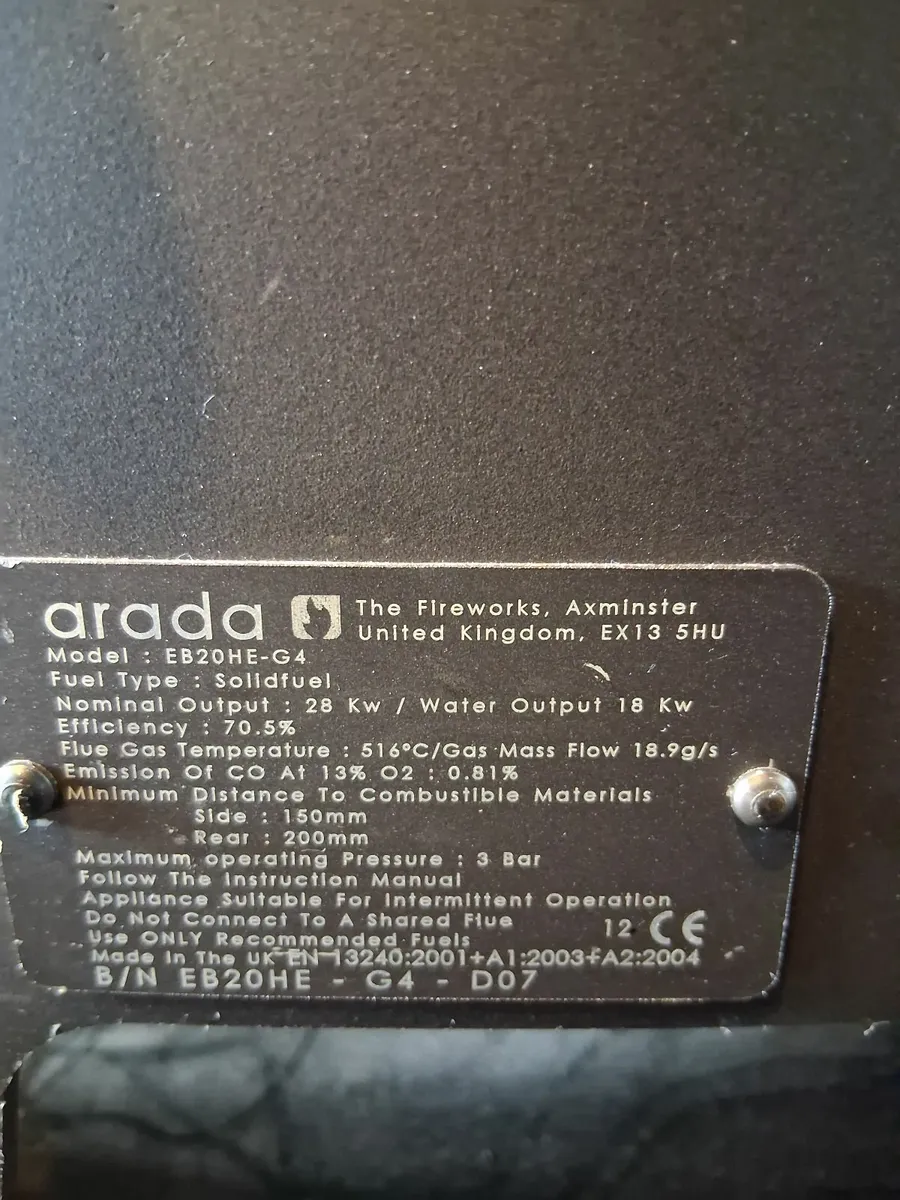 arada The Fireworks, Axminster
United Kingdom, EX13 5HU
Model : EB20HE-G4
Fuel Type : Solidfuel
Nominal Output : 28 Kw / Water Output 18 Kw
Efficiency : 70.5%
Flue Gas Temperature : 516°C/Gas Mass Flow 18.9g/s
Emission Of CO At 13% O2 : 0.81%
Minimum Distance To Combustible Materials
Side : 150mm
Rear : 200mm
Maximum operating Pressure : 3 Bar
Follow The Instruction Manual
Appliance Suitable For Intermittent Operation
Do Not Connect To A Shared Flue 12 CE
Use ONLY Recommended Fuels
Made In The UK EN 13240:2001+A1:2003+A2:2004
B/N EB20HE - G4 - D07